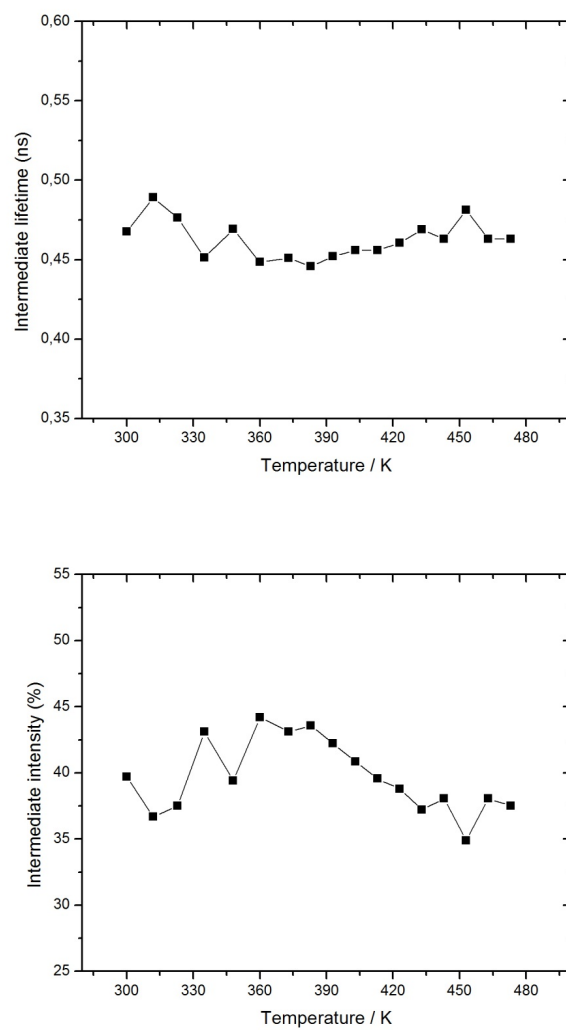 0,60
0,55
0,50
0,45
0,40
0,35
Intermediate lifetime (ns)
300 330 360 390 420 450 480
Temperature / K
55
50
45
40
35
30
25
Intermediate intensity (%)
300 330 360 390 420 450 480
Temperature / K